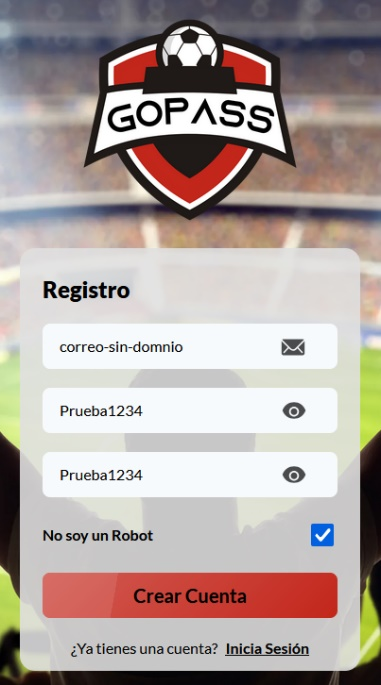 GOPASS
Registro
correo-sin-domnio
Prueba1234
Prueba1234
No soy un Robot
Crear Cuenta
¿Ya tienes una cuenta? Inicia Sesión